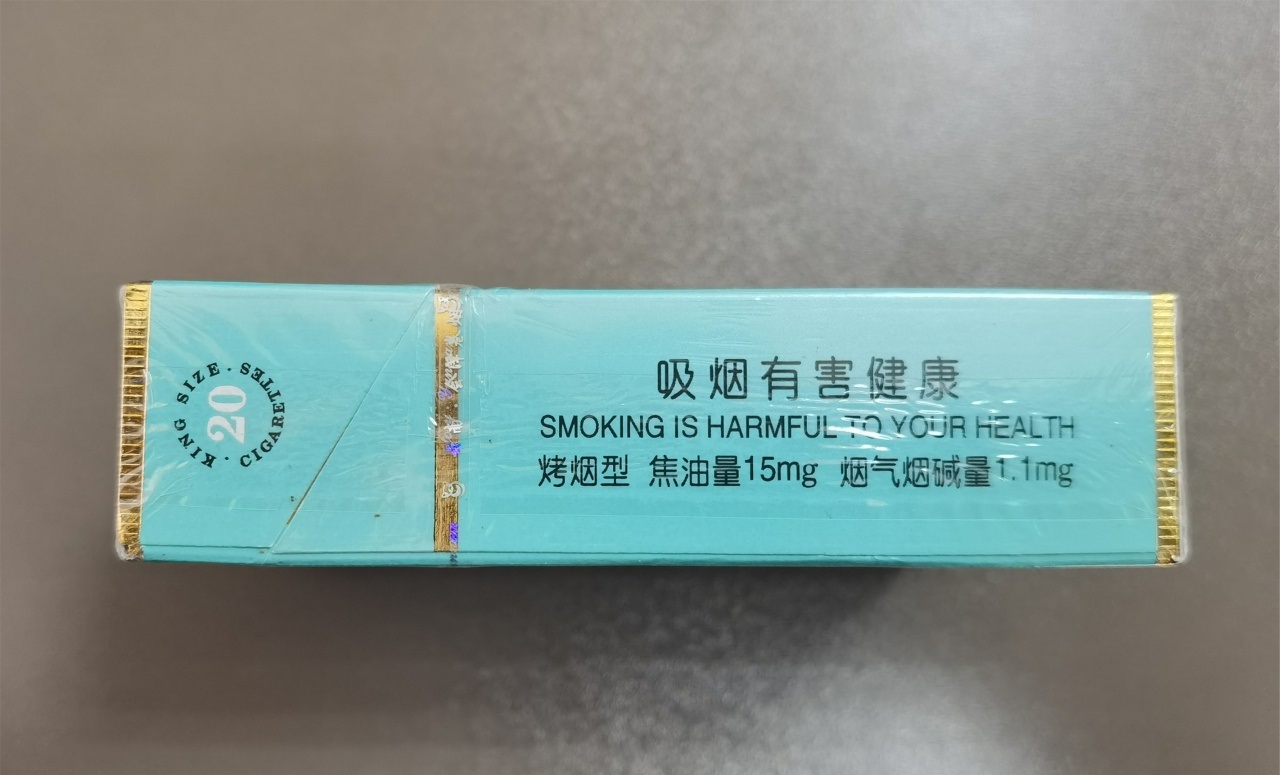 KING SIZE · CIGARETTES ·
20
吸烟有害健康
SMOKING IS HARMFUL TO YOUR HEALTH
烤烟型 焦油量15mg 烟气烟碱量1.1mg